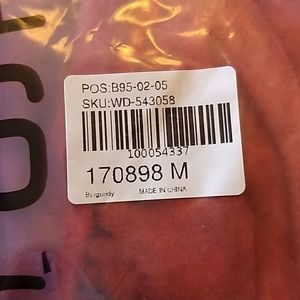 POS:B95-02-05
SKU:WD-543058
100054337
170898 M
Burgundy MADE IN CHINA